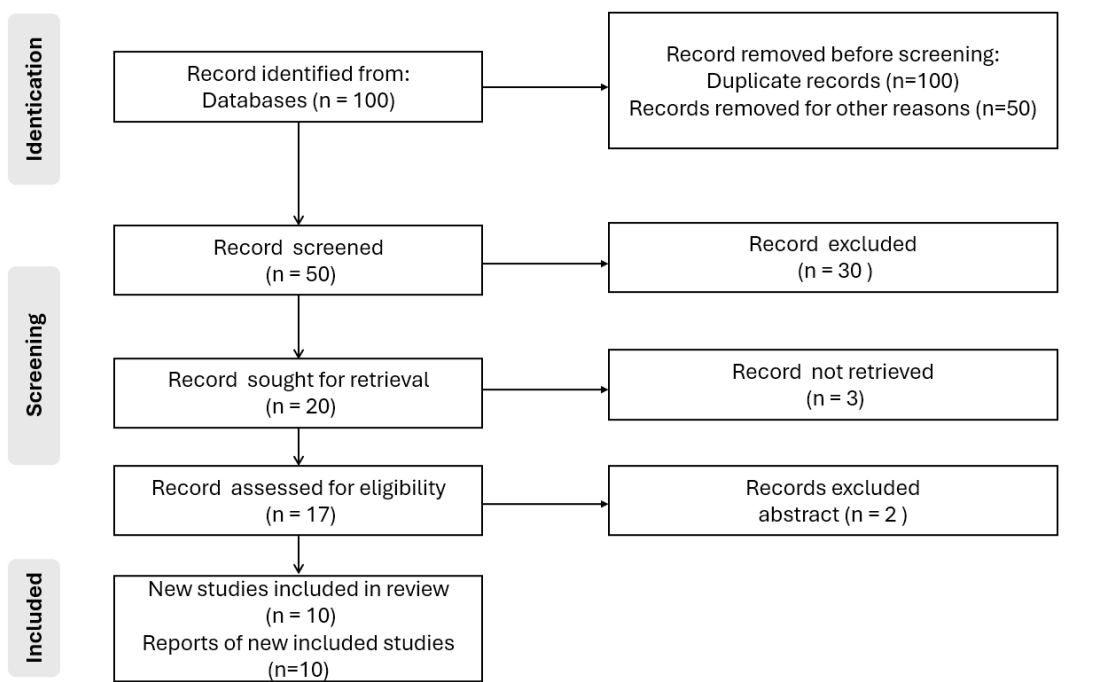 Identication
Record identified from:
Databases (n = 100)
Record removed before screening:
Duplicate records (n=100)
Records removed for other reasons (n=50)
Screening
Record  screened
(n = 50)
Record  excluded
(n = 30 )
Record  sought for retrieval
(n = 20)
Record  not retrieved
(n = 3)
Record  assessed for eligibility
(n = 17)
Records excluded
abstract (n = 2 )
Included
New studies included in review
(n = 10)
Reports of new included studies
(n=10)